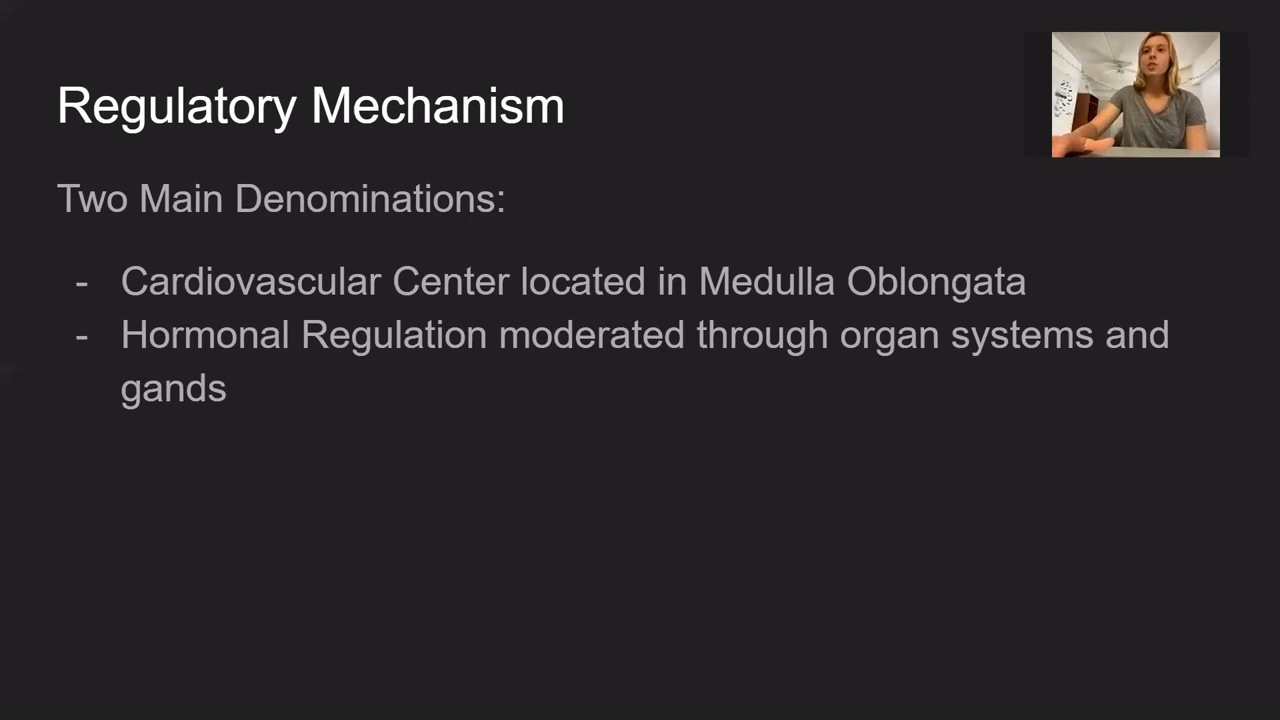 Regulatory Mechanism
Two Main Denominations:
- Cardiovascular Center located in Medulla Oblongata
- Hormonal Regulation moderated through organ systems and
gands